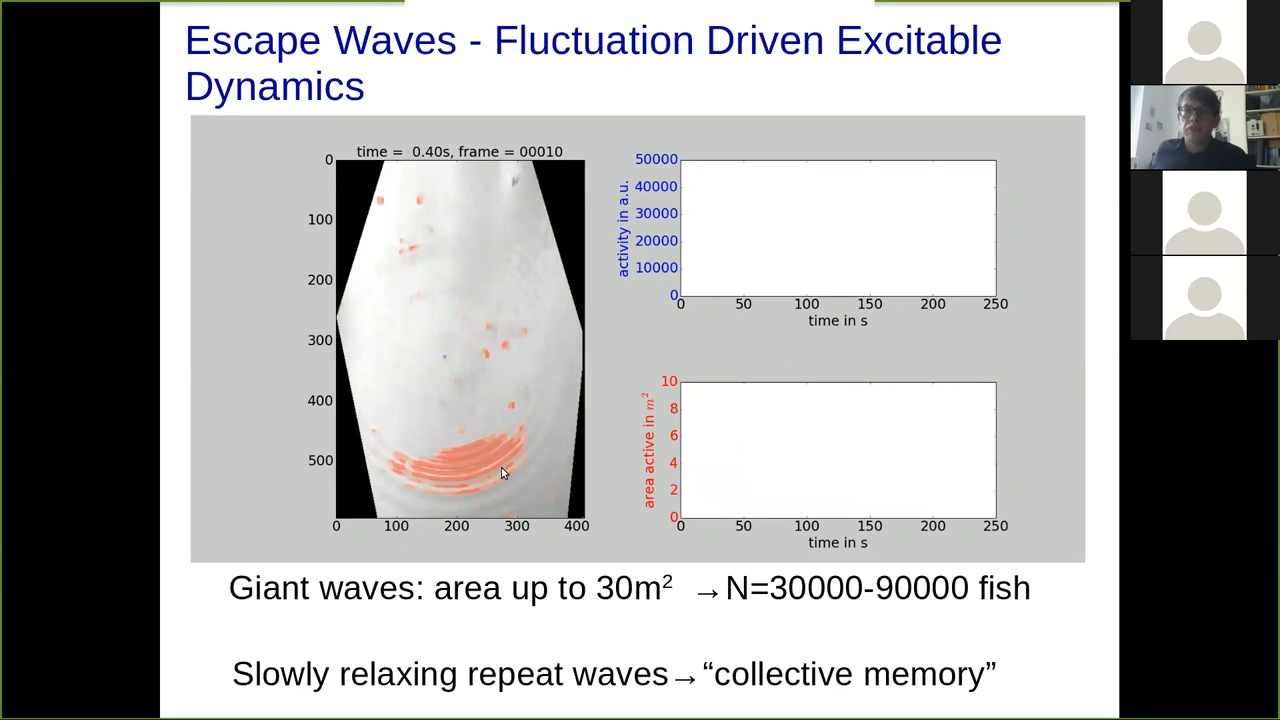 Escape Waves - Fluctuation Driven Excitable
Dynamics
time =  0.40s, frame = 00010
0
100
200
300
400
500
0 100 200 300 400
activity in a.u.
50000
40000
30000
20000
10000
0
0 50 100 150 200 250
time in s
area active in m²
10
8
6
4
2
0
0 50 100 150 200 250
time in s
Giant waves: area up to 30m² →N=30000-90000 fish
Slowly relaxing repeat waves→“collective memory”